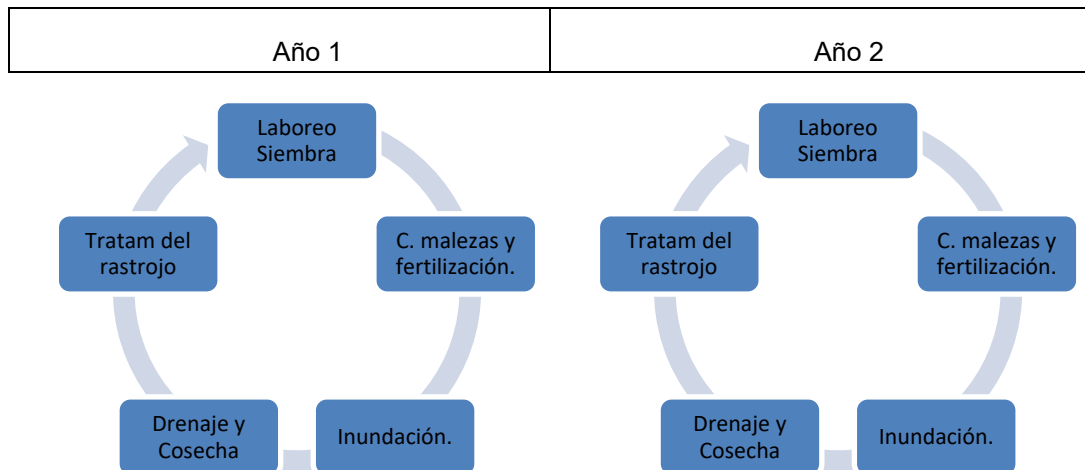 Año 1
Año 2
Laboreo
Siembra
C. malezas y
fertilización.
Inundación.
Drenaje y
Cosecha
Tratam del
rastrojo
Laboreo
Siembra
C. malezas y
fertilización.
Inundación.
Drenaje y
Cosecha
Tratam del
rastrojo